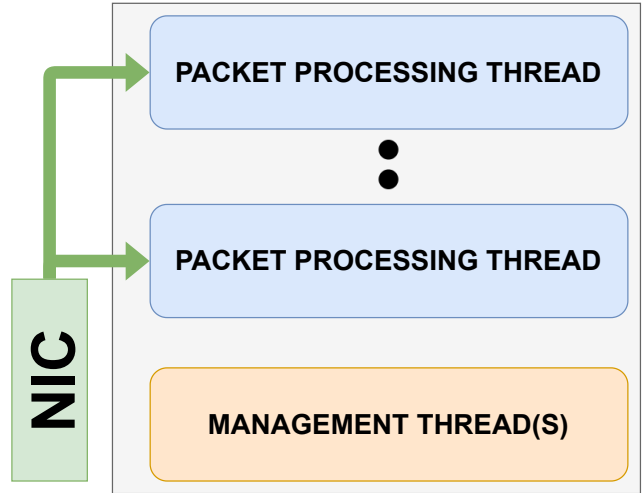 PACKET PROCESSING THREAD
PACKET PROCESSING THREAD
NIC
MANAGEMENT THREAD(S)